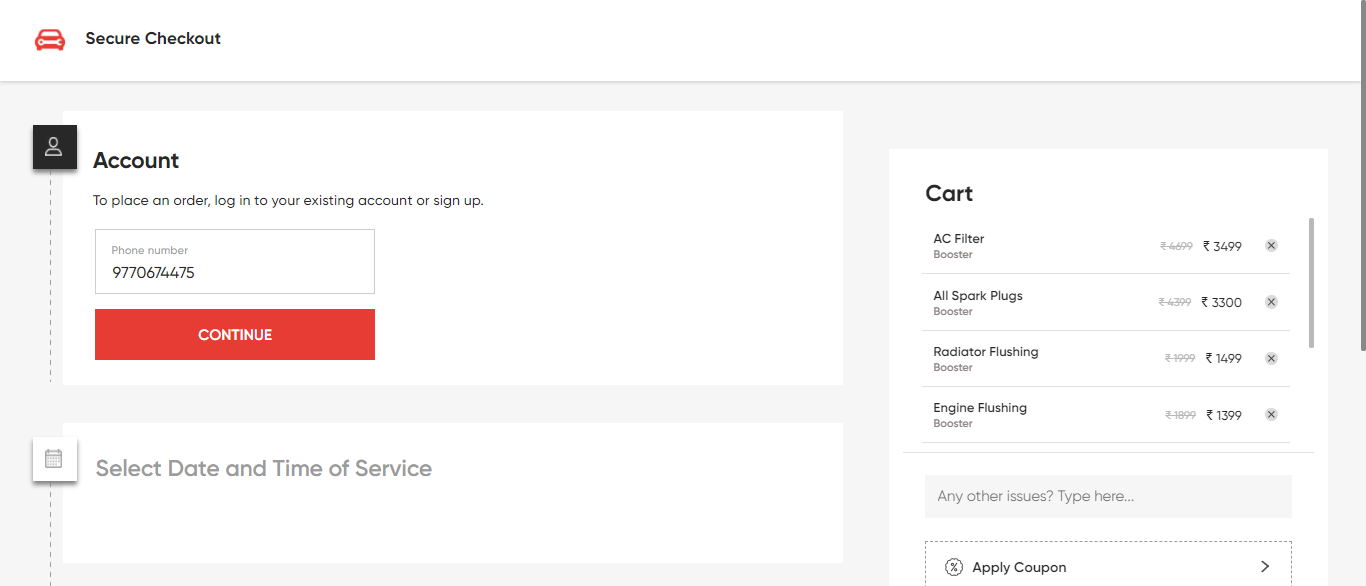 Secure Checkout
Account
To place an order, log in to your existing account or sign up.
Phone number
9770674475
CONTINUE
Select Date and Time of Service
Cart
AC Filter
Booster
₹ 4699 ₹ 3499
All Spark Plugs
Booster
₹ 4399 ₹ 3300
Radiator Flushing
Booster
₹ 1999 ₹ 1499
Engine Flushing
Booster
₹ 1899 ₹ 1399
Any other issues? Type here...
Apply Coupon